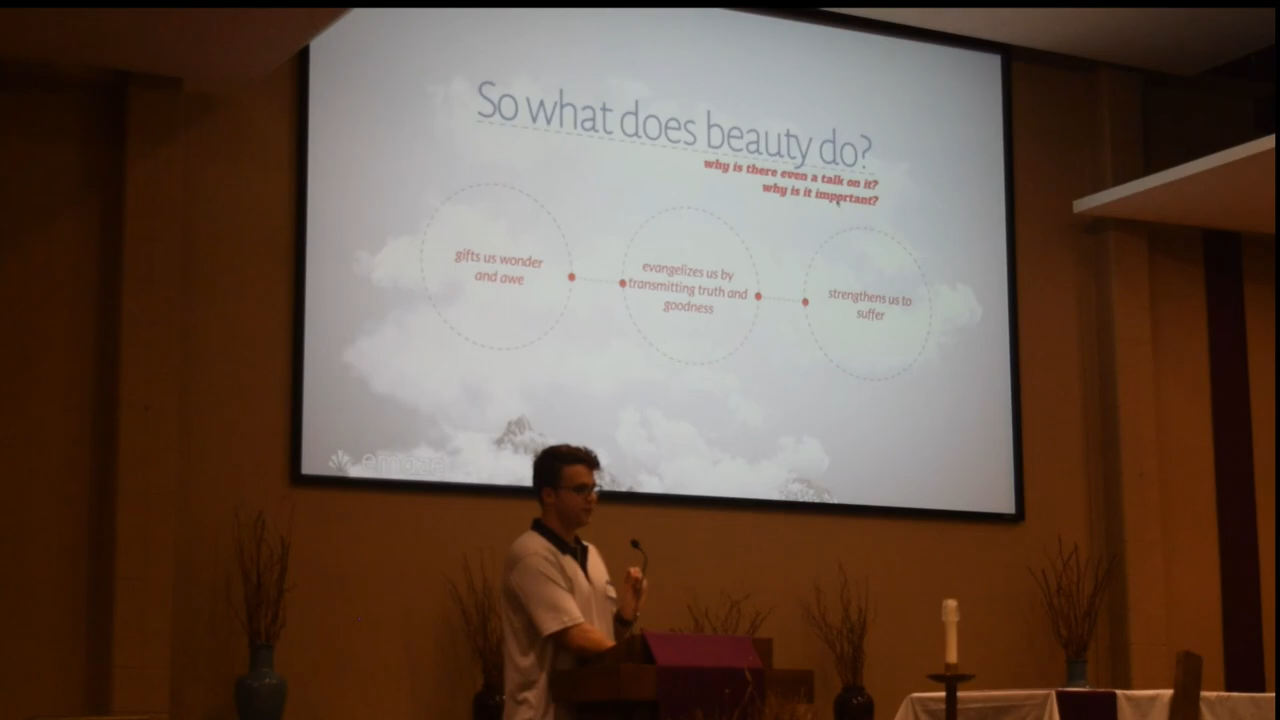 So what does beauty do?
why is there even a talk on it?
why is it important?
gifts us wonder
and awe
evangelizes us by
transmitting truth and
goodness
strengthens us to
suffer
emaze